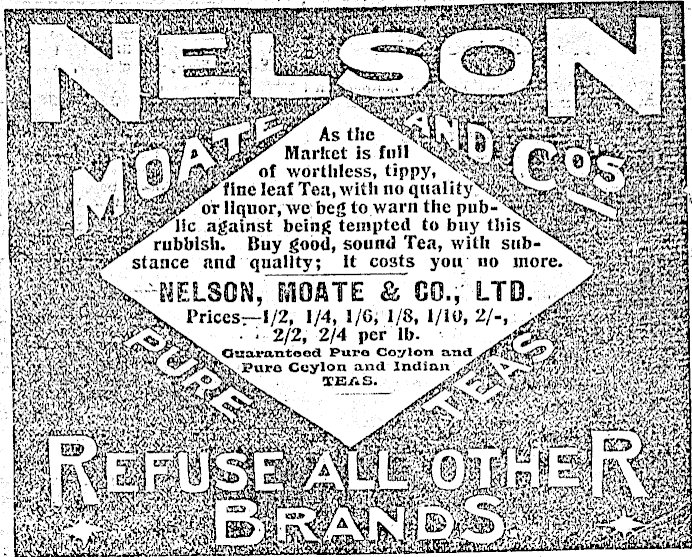 NELSON
MOATE AND CO'S
As the
Market is full
of worthless, tippy,
fine leaf Tea, with no quality
or liquor, we beg to warn the pub-
lic against being tempted to buy this
rubbish. Buy good, sound Tea, with sub-
stance and quality; it costs you no more.
NELSON, MOATE & CO., LTD.
Prices—1/2, 1/4, 1/6, 1/8, 1/10, 2/-,
2/2, 2/4 per lb.
Guaranteed Pure Ceylon and
Pure Ceylon and Indian
TEAS.
PURE TEAS
REFUSE ALL OTHER
BRANDS